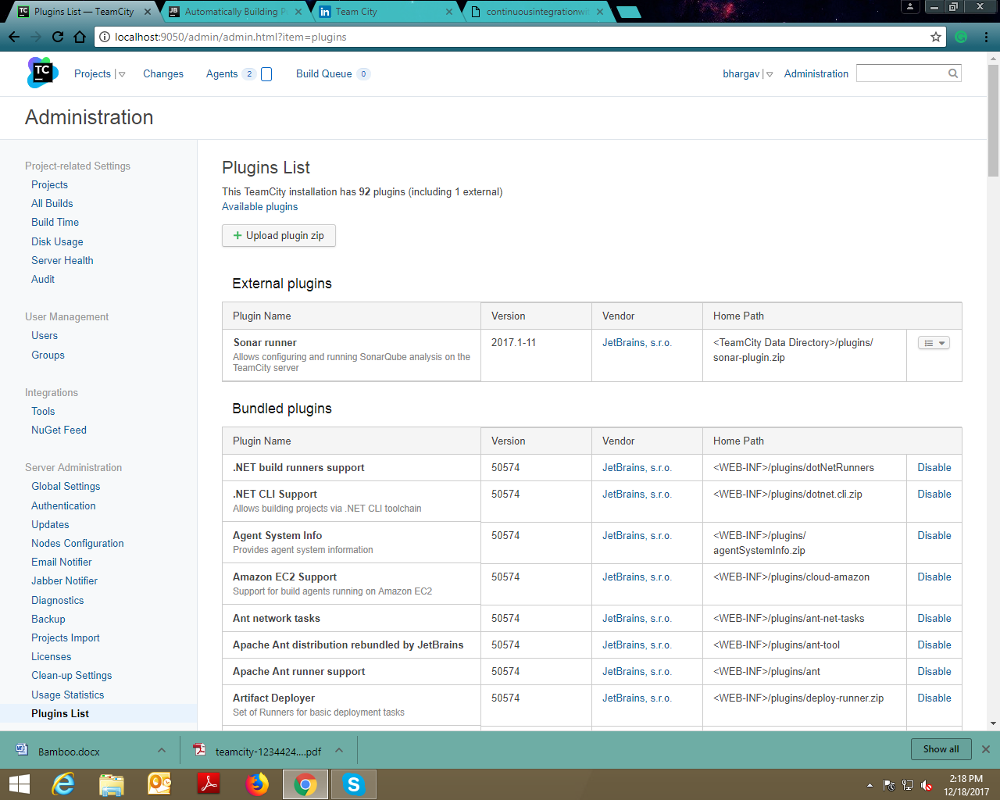 Plugins List — TeamCity
Automatically Building P
Team City
continuousintegrationwi
localhost:9050/admin/admin.html?item=plugins
TC
Projects
Changes
Agents 2
Build Queue 0
bhargav
Administration
Administration
Project-related Settings
Projects
All Builds
Build Time
Disk Usage
Server Health
Audit
User Management
Users
Groups
Integrations
Tools
NuGet Feed
Server Administration
Global Settings
Authentication
Updates
Nodes Configuration
Email Notifier
Jabber Notifier
Diagnostics
Backup
Projects Import
Licenses
Clean-up Settings
Usage Statistics
Plugins List
Plugins List
This TeamCity installation has 92 plugins (including 1 external)
Available plugins
+ Upload plugin zip
External plugins
Plugin Name Version Vendor Home Path
Sonar runner 2017.1-11 JetBrains, s.r.o. <TeamCity Data Directory>/plugins/
Allows configuring and running SonarQube analysis on the sonar-plugin.zip
TeamCity server
Bundled plugins
Plugin Name Version Vendor Home Path
.NET build runners support 50574 JetBrains, s.r.o. <WEB-INF>/plugins/dotNetRunners Disable
.NET CLI Support 50574 JetBrains, s.r.o. <WEB-INF>/plugins/dotnet.cli.zip Disable
Allows building projects via .NET CLI toolchain
Agent System Info 50574 JetBrains, s.r.o. <WEB-INF>/plugins/ Disable
Provides agent system information agentSystemInfo.zip
Amazon EC2 Support 50574 JetBrains, s.r.o. <WEB-INF>/plugins/cloud-amazon Disable
Support for build agents running on Amazon EC2
Ant network tasks 50574 JetBrains, s.r.o. <WEB-INF>/plugins/ant-net-tasks Disable
Apache Ant distribution rebundled by JetBrains 50574 JetBrains, s.r.o. <WEB-INF>/plugins/ant-tool Disable
Apache Ant runner support 50574 JetBrains, s.r.o. <WEB-INF>/plugins/ant Disable
Artifact Deployer 50574 JetBrains, s.r.o. <WEB-INF>/plugins/deploy-runner.zip Disable
Set of Runners for basic deployment tasks
Bamboo.docx
teamcity-1234424....pdf
Show all
2:18 PM
12/18/2017